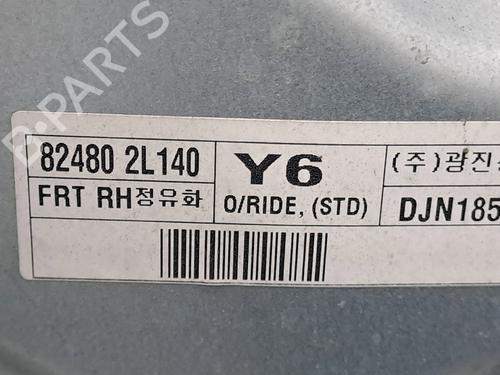 82480 2L140
Y6
(주)광진
FRT RH정유화
O/RIDE, (STD)
DJN185
B-PARTS